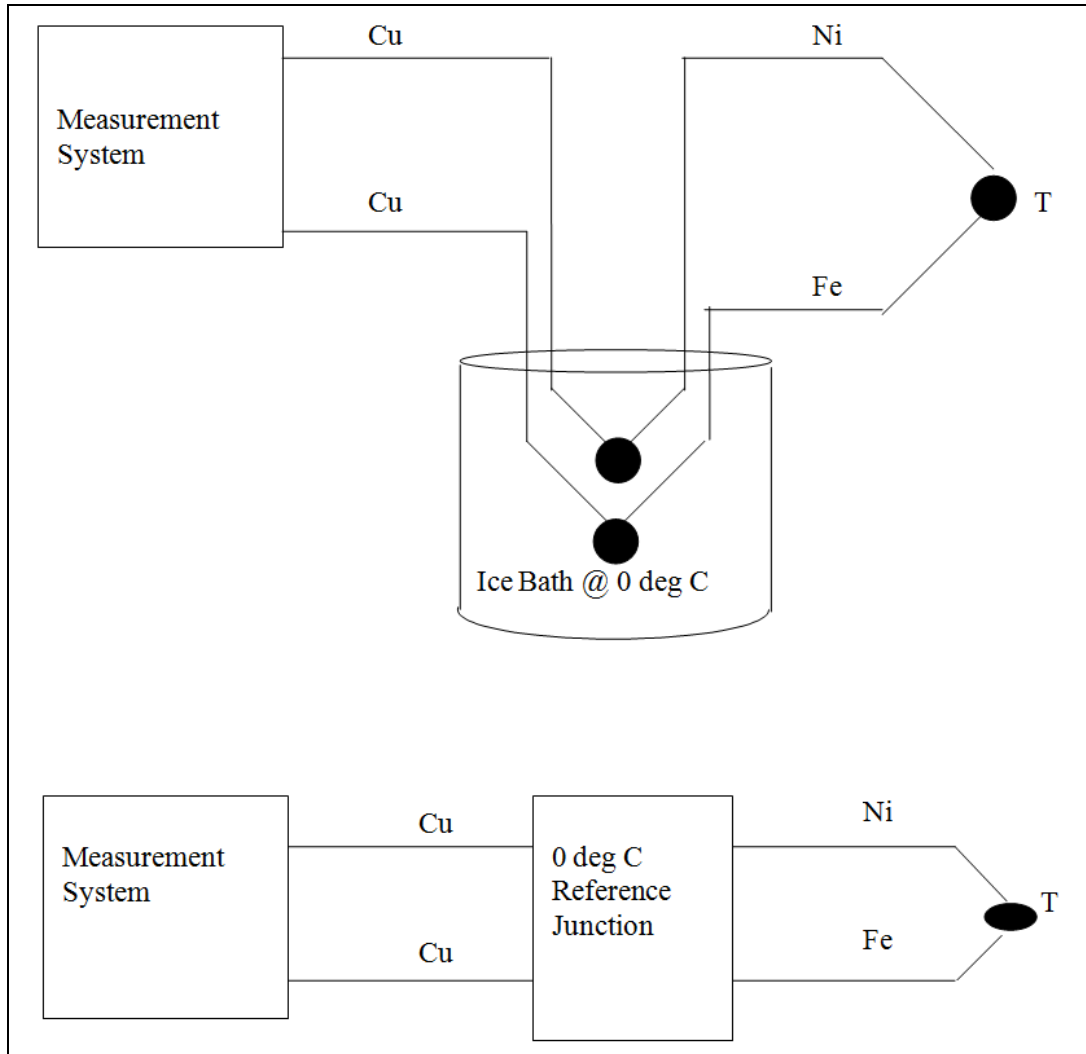 Cu
Ni
Measurement
System
Cu
T
Fe
Ice Bath @ 0 deg C
Cu
Ni
Measurement
System
0 deg C
Reference
Junction
T
Cu
Fe